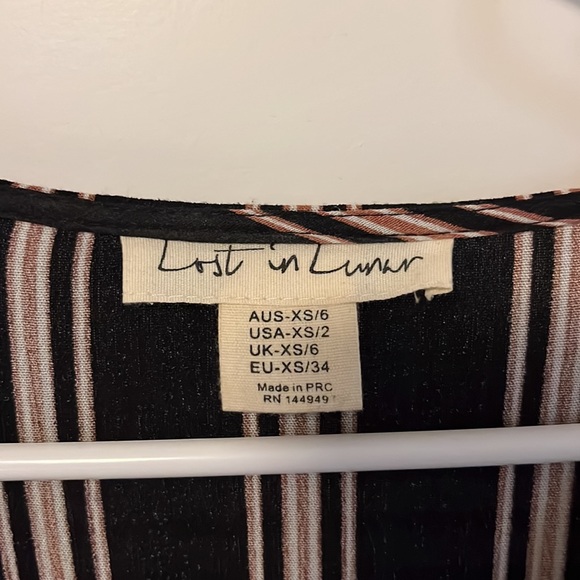 Lost in Lunar
AUS-XS/6
USA-XS/2
UK-XS/6
EU-XS/34
Made in PRC
RN 144949